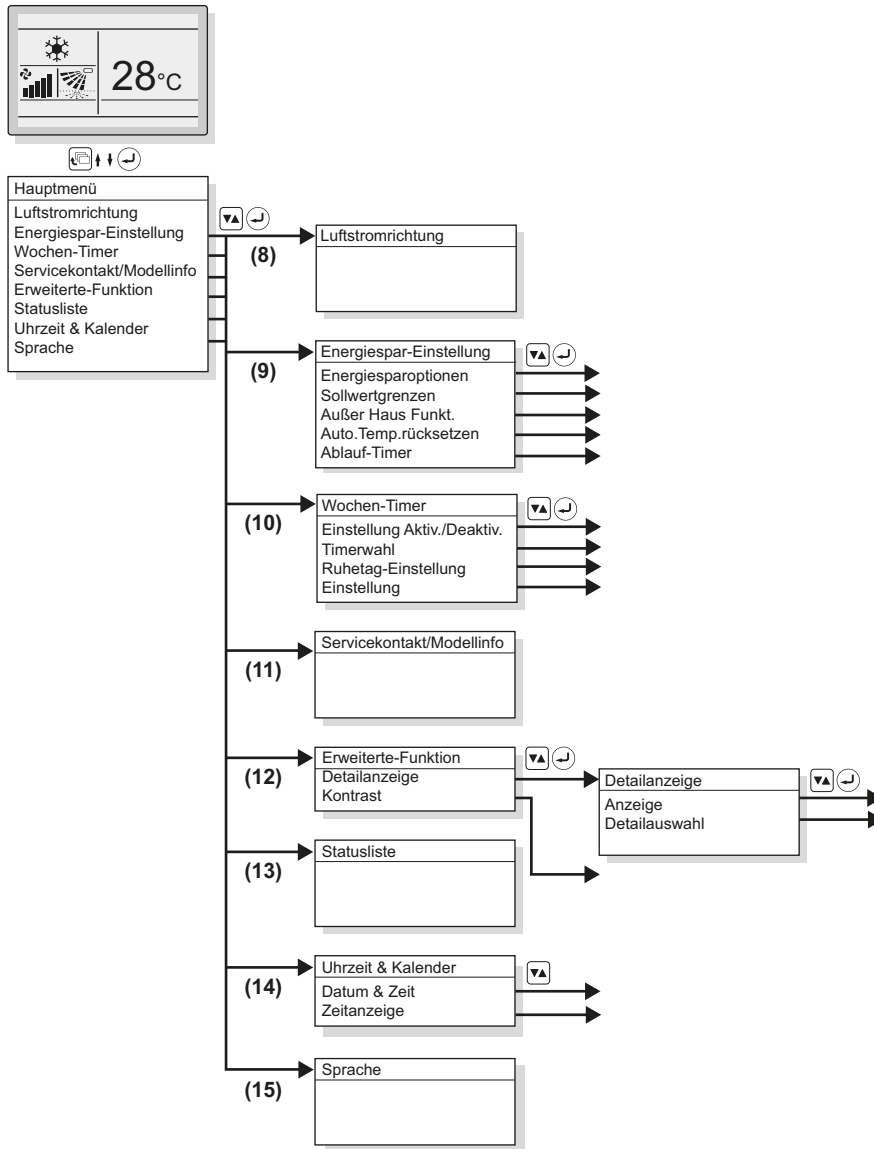 28°C
Hauptmenü
Luftstromrichtung
Energiespar-Einstellung
Wochen-Timer
Servicekontakt/Modellinfo
Erweiterte-Funktion
Statusliste
Uhrzeit & Kalender
Sprache
(8)
Luftstromrichtung
(9)
Energiespar-Einstellung
Energiesparoptionen
Sollwertgrenzen
Außer Haus Funkt.
Auto.Temp.rücksetzen
Ablauf-Timer
(10)
Wochen-Timer
Einstellung Aktiv./Deaktiv.
Timerwahl
Ruhetag-Einstellung
Einstellung
(11)
Servicekontakt/Modellinfo
(12)
Erweiterte-Funktion
Detailanzeige
Kontrast
Detailanzeige
Anzeige
Detailauswahl
(13)
Statusliste
(14)
Uhrzeit & Kalender
Datum & Zeit
Zeitanzeige
(15)
Sprache